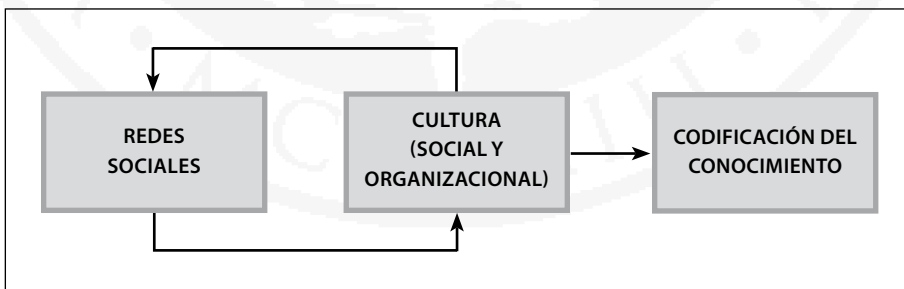 REDES
SOCIALES
CULTURA
(SOCIAL Y
ORGANIZACIONAL)
CODIFICACIÓN DEL
CONOCIMIENTO